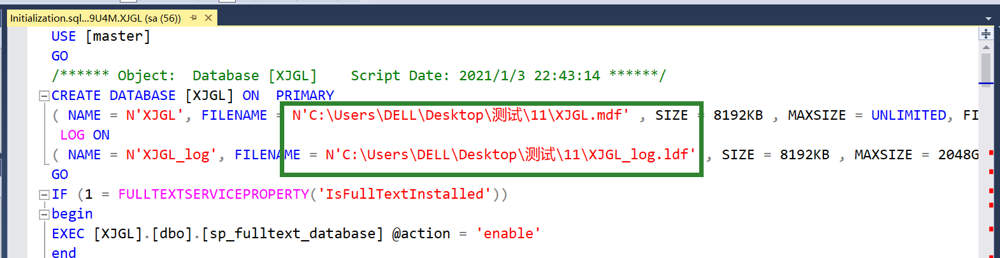 Initialization.sql...9U4M.XJGL (sa (56))
USE [master]
GO
/****** Object:  Database [XJGL]    Script Date: 2021/1/3 22:43:14 ******/
CREATE DATABASE [XJGL] ON  PRIMARY
( NAME = N'XJGL', FILENAME = N'C:\Users\DELL\Desktop\测试\11\XJGL.mdf' , SIZE = 8192KB , MAXSIZE = UNLIMITED, FI
LOG ON
( NAME = N'XJGL_log', FILENAME = N'C:\Users\DELL\Desktop\测试\11\XJGL_log.ldf' , SIZE = 8192KB , MAXSIZE = 2048G
GO
IF (1 = FULLTEXTSERVICEPROPERTY('IsFullTextInstalled'))
begin
EXEC [XJGL].[dbo].[sp_fulltext_database] @action = 'enable'
end